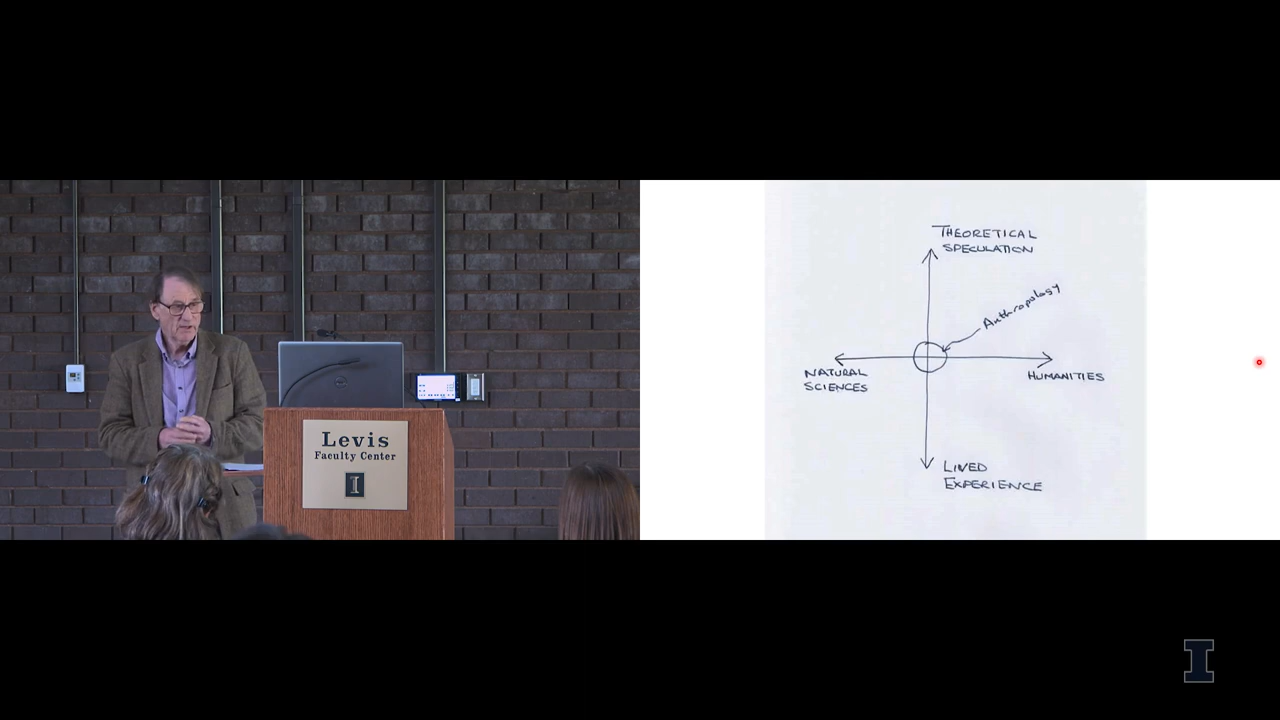 Levis
Faculty Center
I
THEORETICAL
SPECULATION
Anthropology
NATURAL
SCIENCES
HUMANITIES
LIVED
EXPERIENCE
I